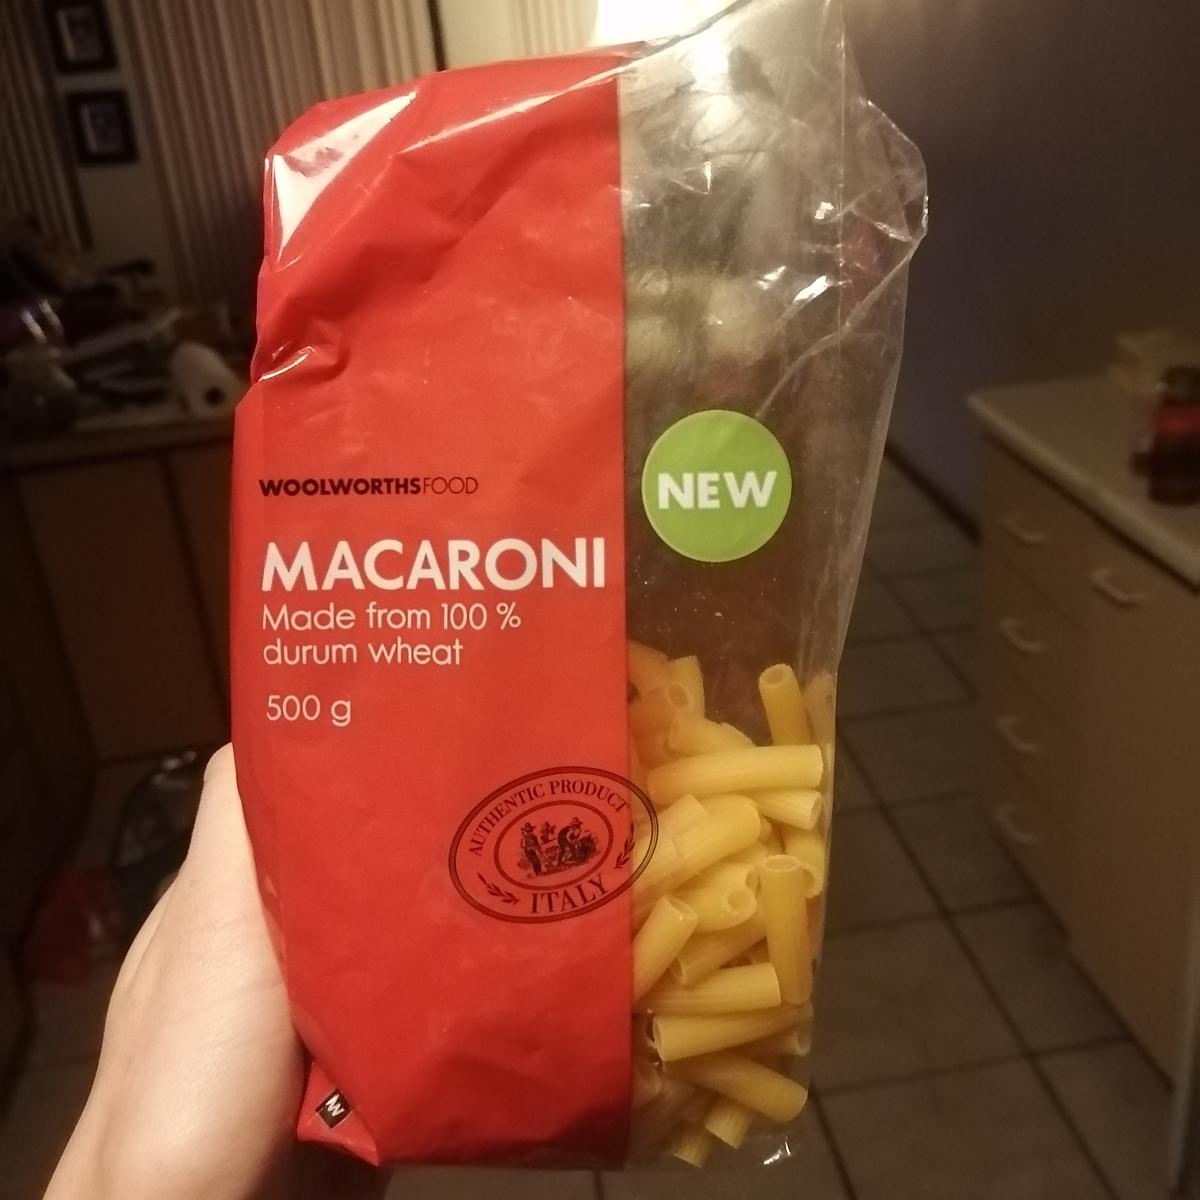 WOOLWORTHSFOOD
NEW
MACARONI
Made from 100 %
durum wheat
500 g
AUTHENTIC PRODUCT
ITALY
W